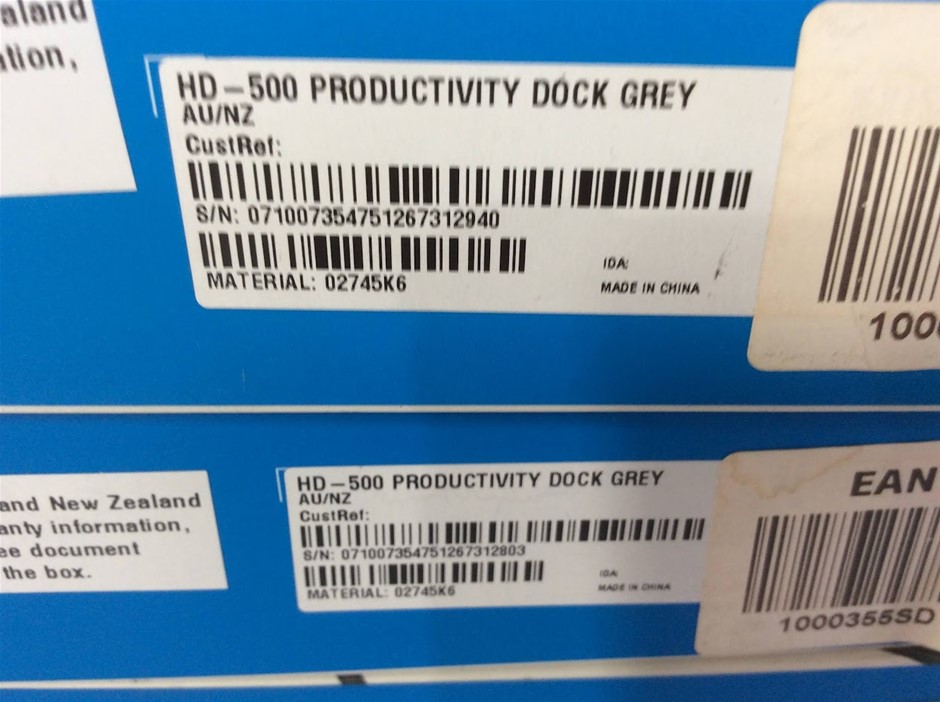 aland
ation,
HD-500 PRODUCTIVITY DOCK GREY
AU/NZ
CustRef:
S/N: 071007354751267312940
MATERIAL: 02745K6
IDA:
MADE IN CHINA
100
and New Zealand
anty information,
ee document
the box.
HD-500 PRODUCTIVITY DOCK GREY
AU/NZ
CustRef:
S/N: 071007354751267312803
MATERIAL: 02745K6
IDA:
MADE IN CHINA
EAN
1000355SD